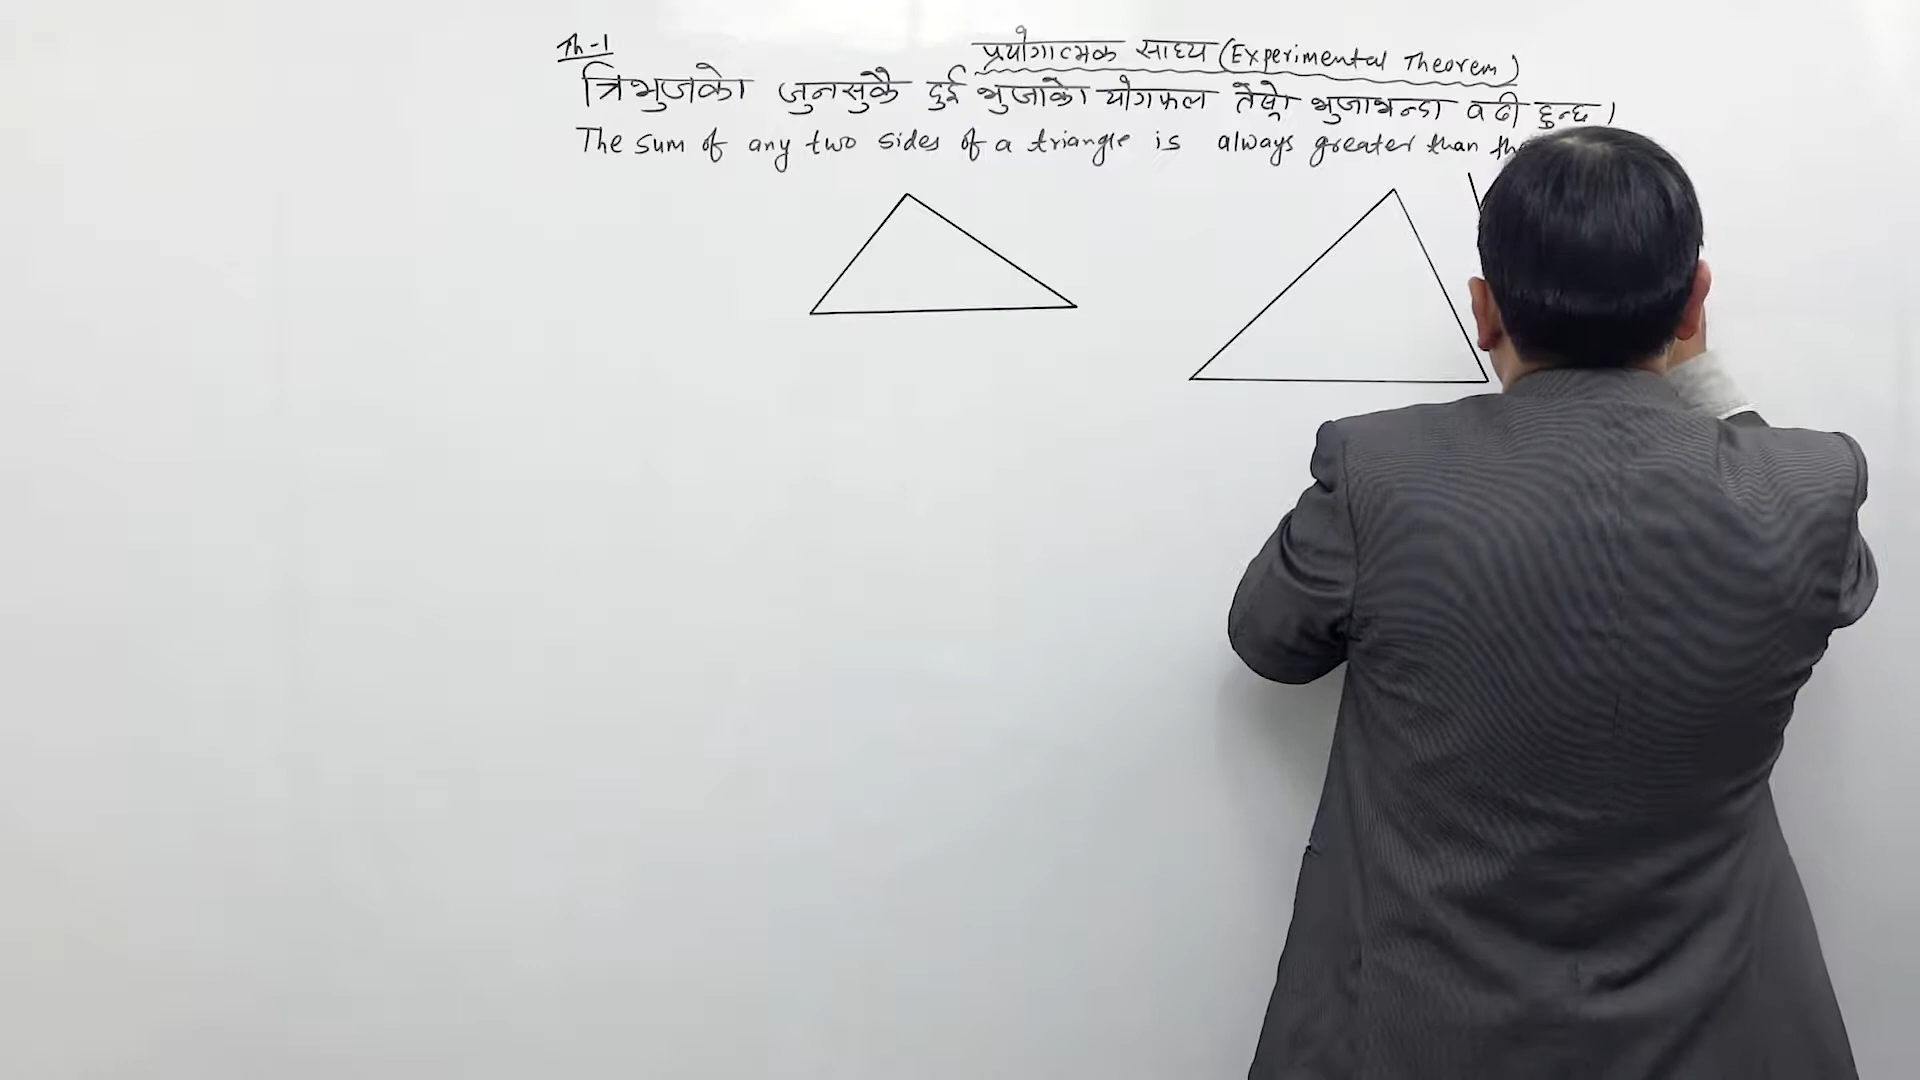 Th-1
प्रयोगात्मक साध्य (Experimental Theorem)
त्रिभुजको जुनसुकै दुई भुजाको योगफल तेस्रो भुजाभन्दा बढी हुन्छ।
The sum of any two sides of a triangle is always greater than